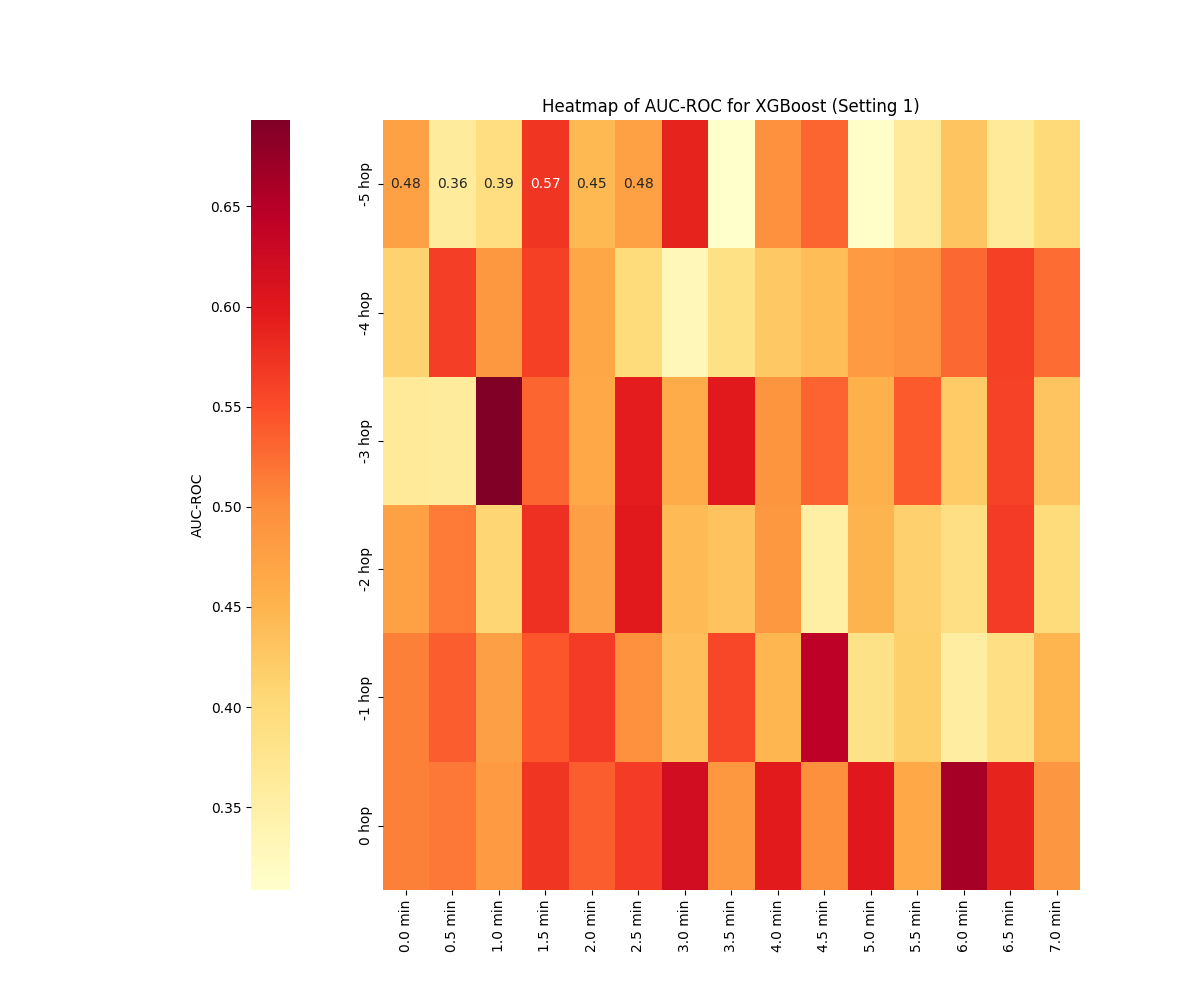 Heatmap of AUC-ROC for XGBoost (Setting 1)
AUC-ROC
0.65
0.60
0.55
0.50
0.45
0.40
0.35
-5 hop
-4 hop
-3 hop
-2 hop
-1 hop
0 hop
0.48 0.36 0.39 0.57 0.45 0.48
0.0 min 0.5 min 1.0 min 1.5 min 2.0 min 2.5 min 3.0 min 3.5 min 4.0 min 4.5 min 5.0 min 5.5 min 6.0 min 6.5 min 7.0 min